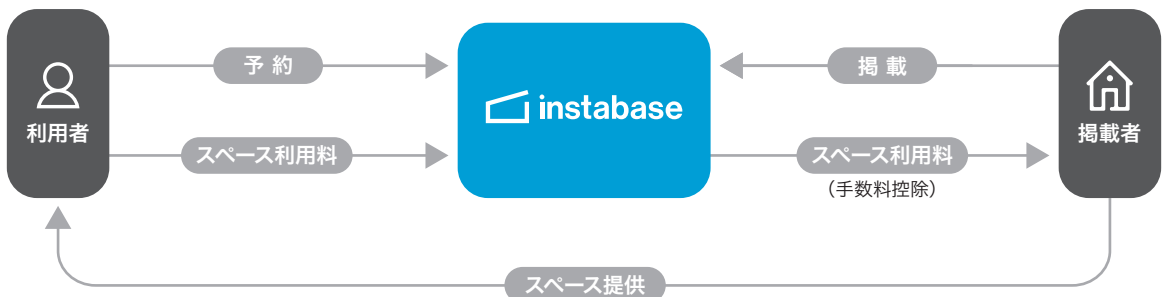 利用者
予約
スペース利用料
instabase
掲載
スペース利用料
(手数料控除)
掲載者
スペース提供